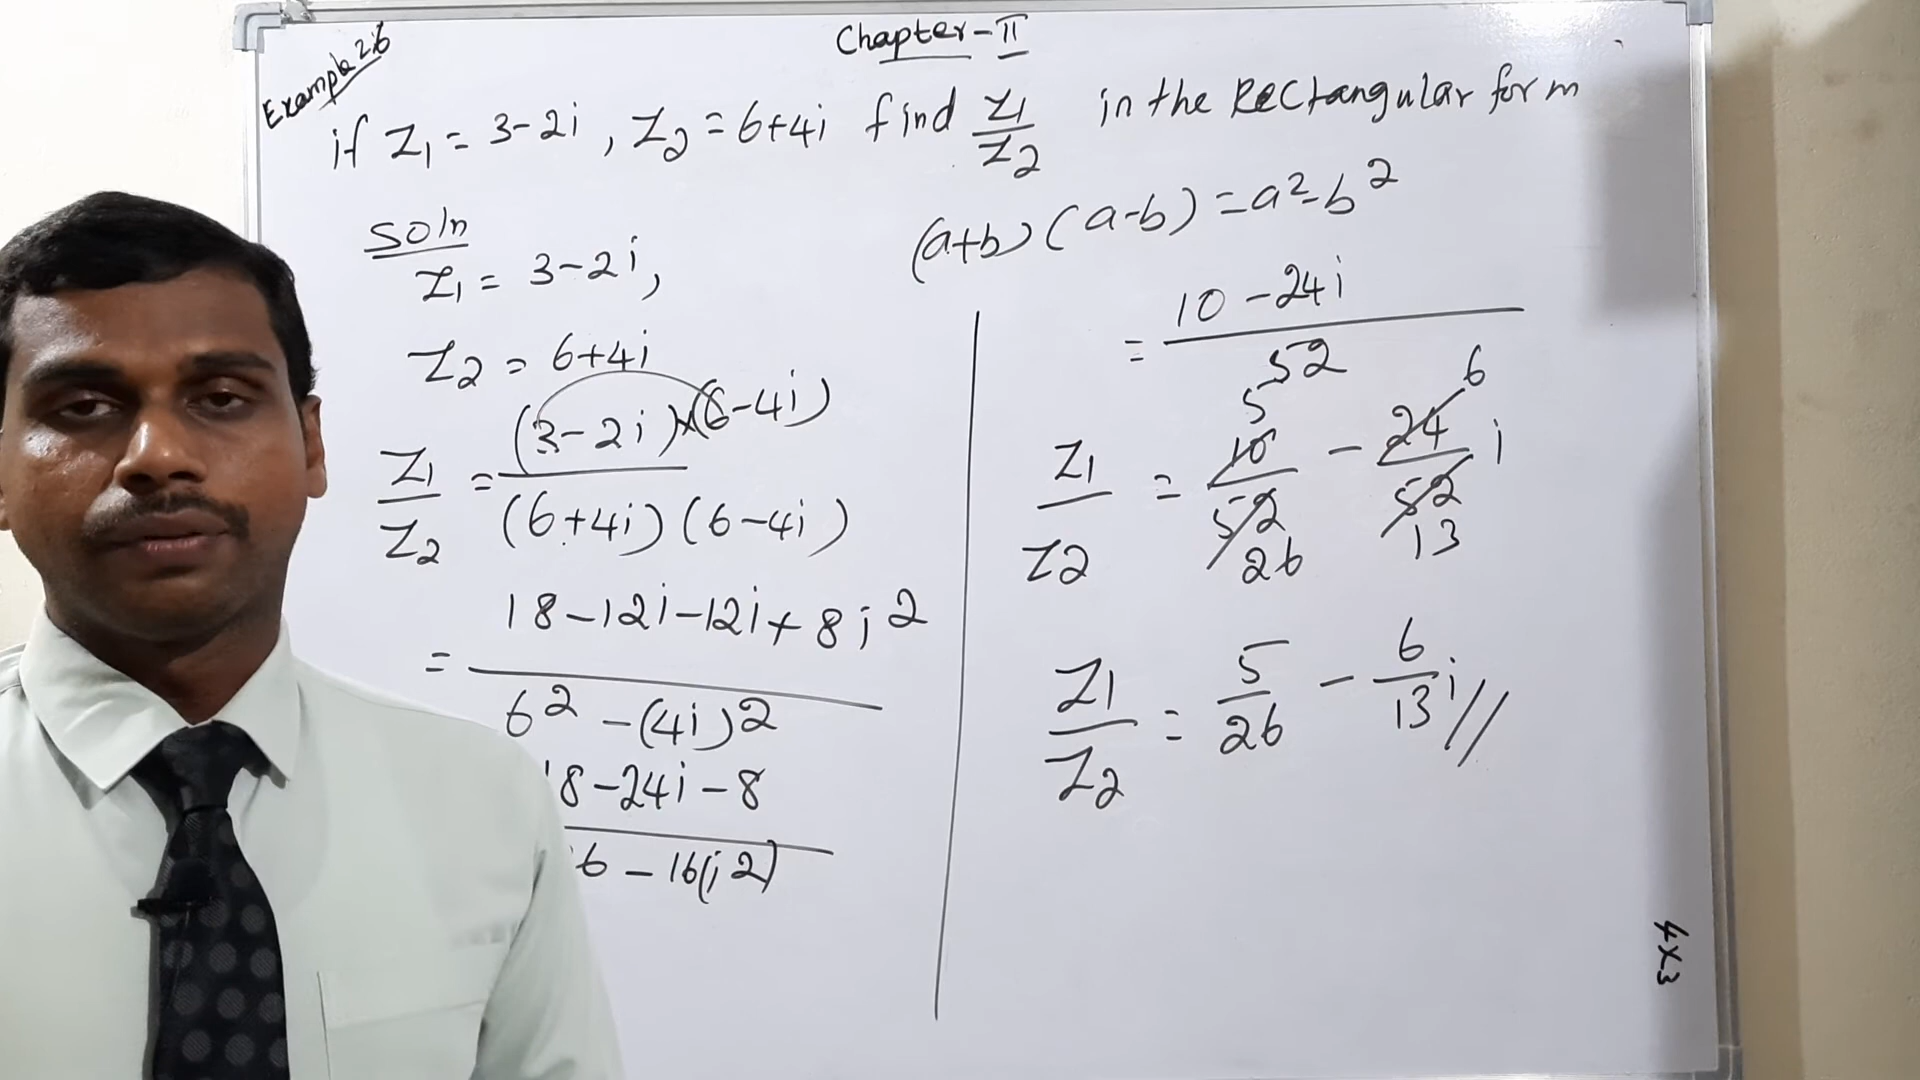 Chapter-II
Example 2.6
if Z1 = 3-2i , Z2 = 6+4i find Z1/Z2 in the Rectangular form
Soln
Z1 = 3-2i,
Z2 = 6+4i
Z1/Z2 = (3-2i)×(6-4i) / (6+4i)(6-4i)
= 18-12i-12i+8i² / 6²-(4i)²
8-24i-8 / 6-16(i2)
(a+b)(a-b) = a²-b²
= 10-24i / 52
5 6
Z1/Z2 = 10/52 - 24/52 i
26 13
Z1/Z2 = 5/26 - 6/13 i //
4×3